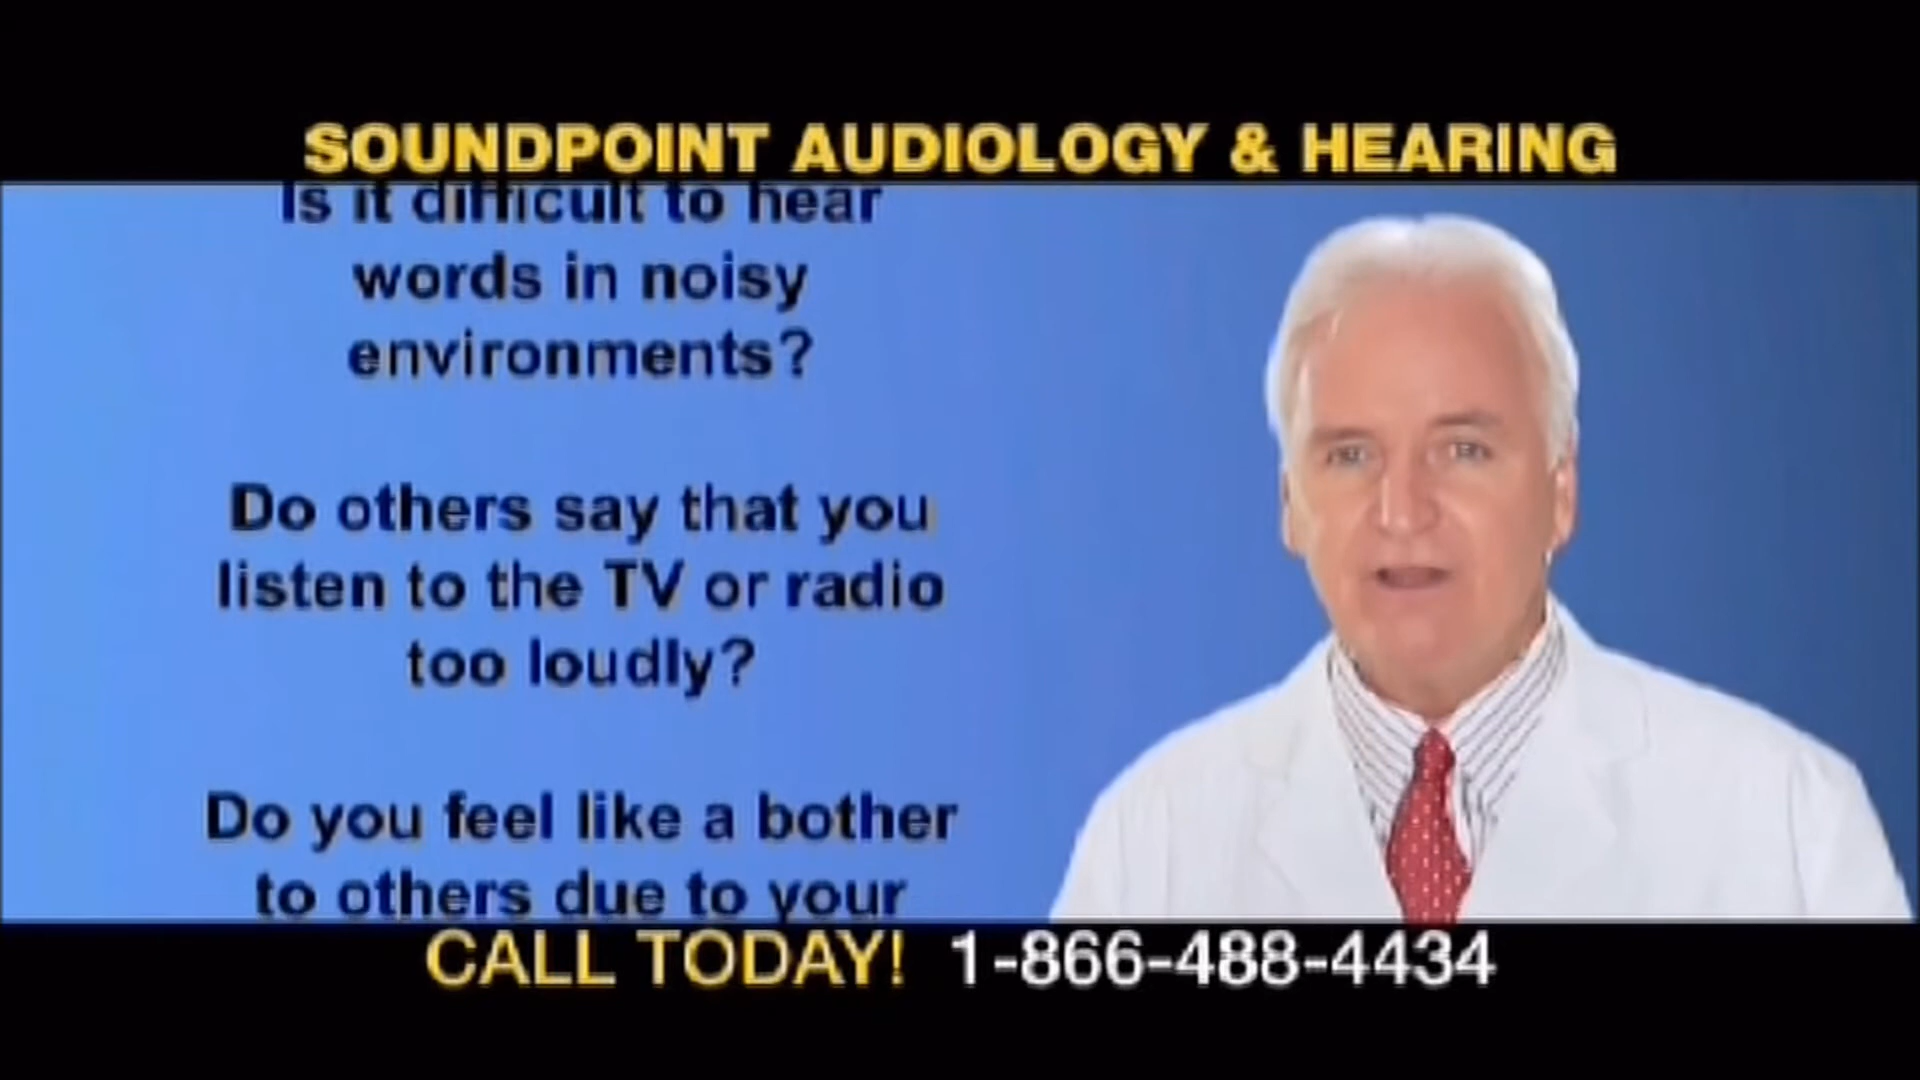 SOUNDPOINT AUDIOLOGY & HEARING
Is it difficult to hear
words in noisy
environments?
Do others say that you
listen to the TV or radio
too loudly?
Do you feel like a bother
to others due to your
CALL TODAY! 1-866-488-4434